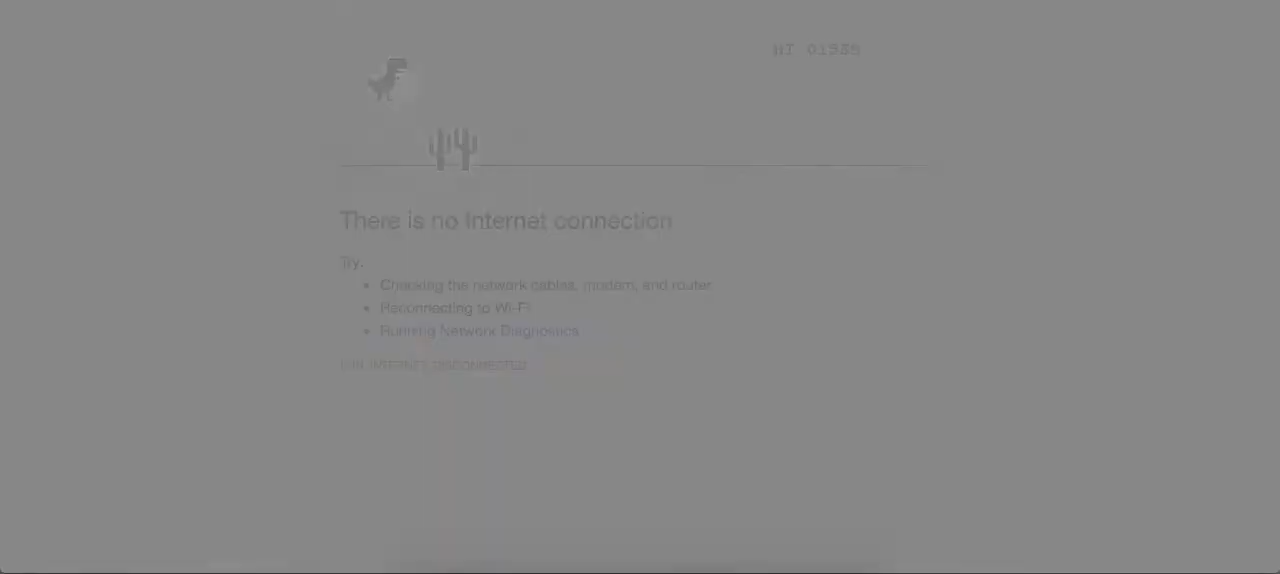 There is no Internet connection
Try:
Checking the network cables, modem, and router
Reconnecting to Wi-Fi
Running Network Diagnostics
INTERNET_DISCONNECTED